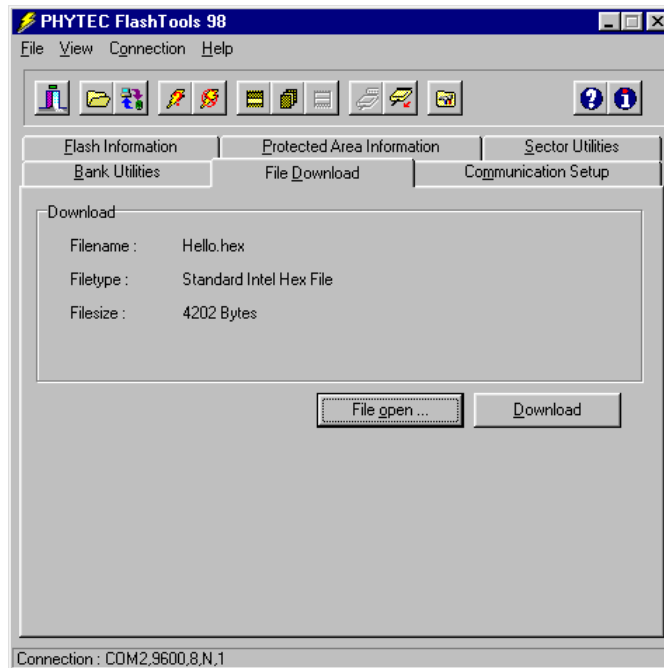 PHYTEC FlashTools 98
File View Connection Help
Flash Information Protected Area Information Sector Utilities
Bank Utilities File Download Communication Setup
Download
Filename : Hello.hex
Filetype : Standard Intel Hex File
Filesize : 4202 Bytes
File open ... Download
Connection : COM2,9600,8,N,1